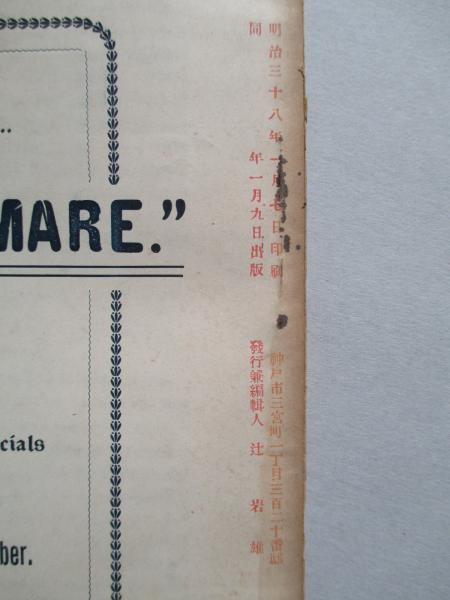 明治三十八年一月七日印刷
同年一月九日出版
神戸市三宮町一丁目三百二十番邸
發行兼編輯人 辻岩雄
...
MARE.”
cials
ber.